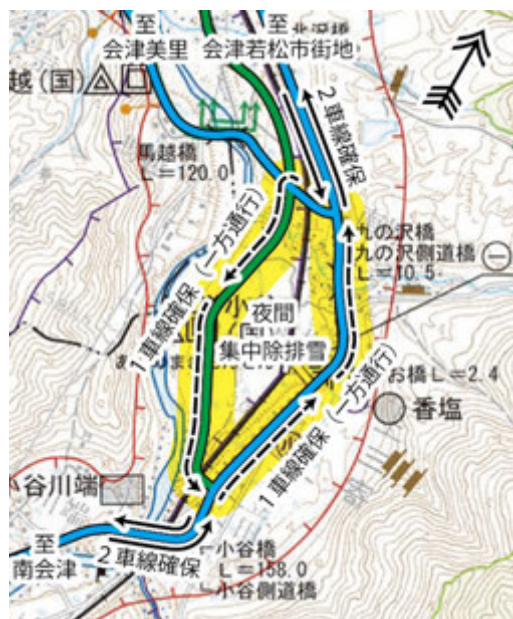 至
会津美里
至
会津若松市街地
越(国)
2車線確保
馬越橋
L=120.0
1車線確保 (一方通行)
九の沢橋
九の沢側道橋
L=10.5
夜間
集中除排雪
お橋L=2.4
香塩
1車線確保 (一方通行)
谷川端
至
南会津
2車線確保
小谷橋
L=158.0
小谷側道橋